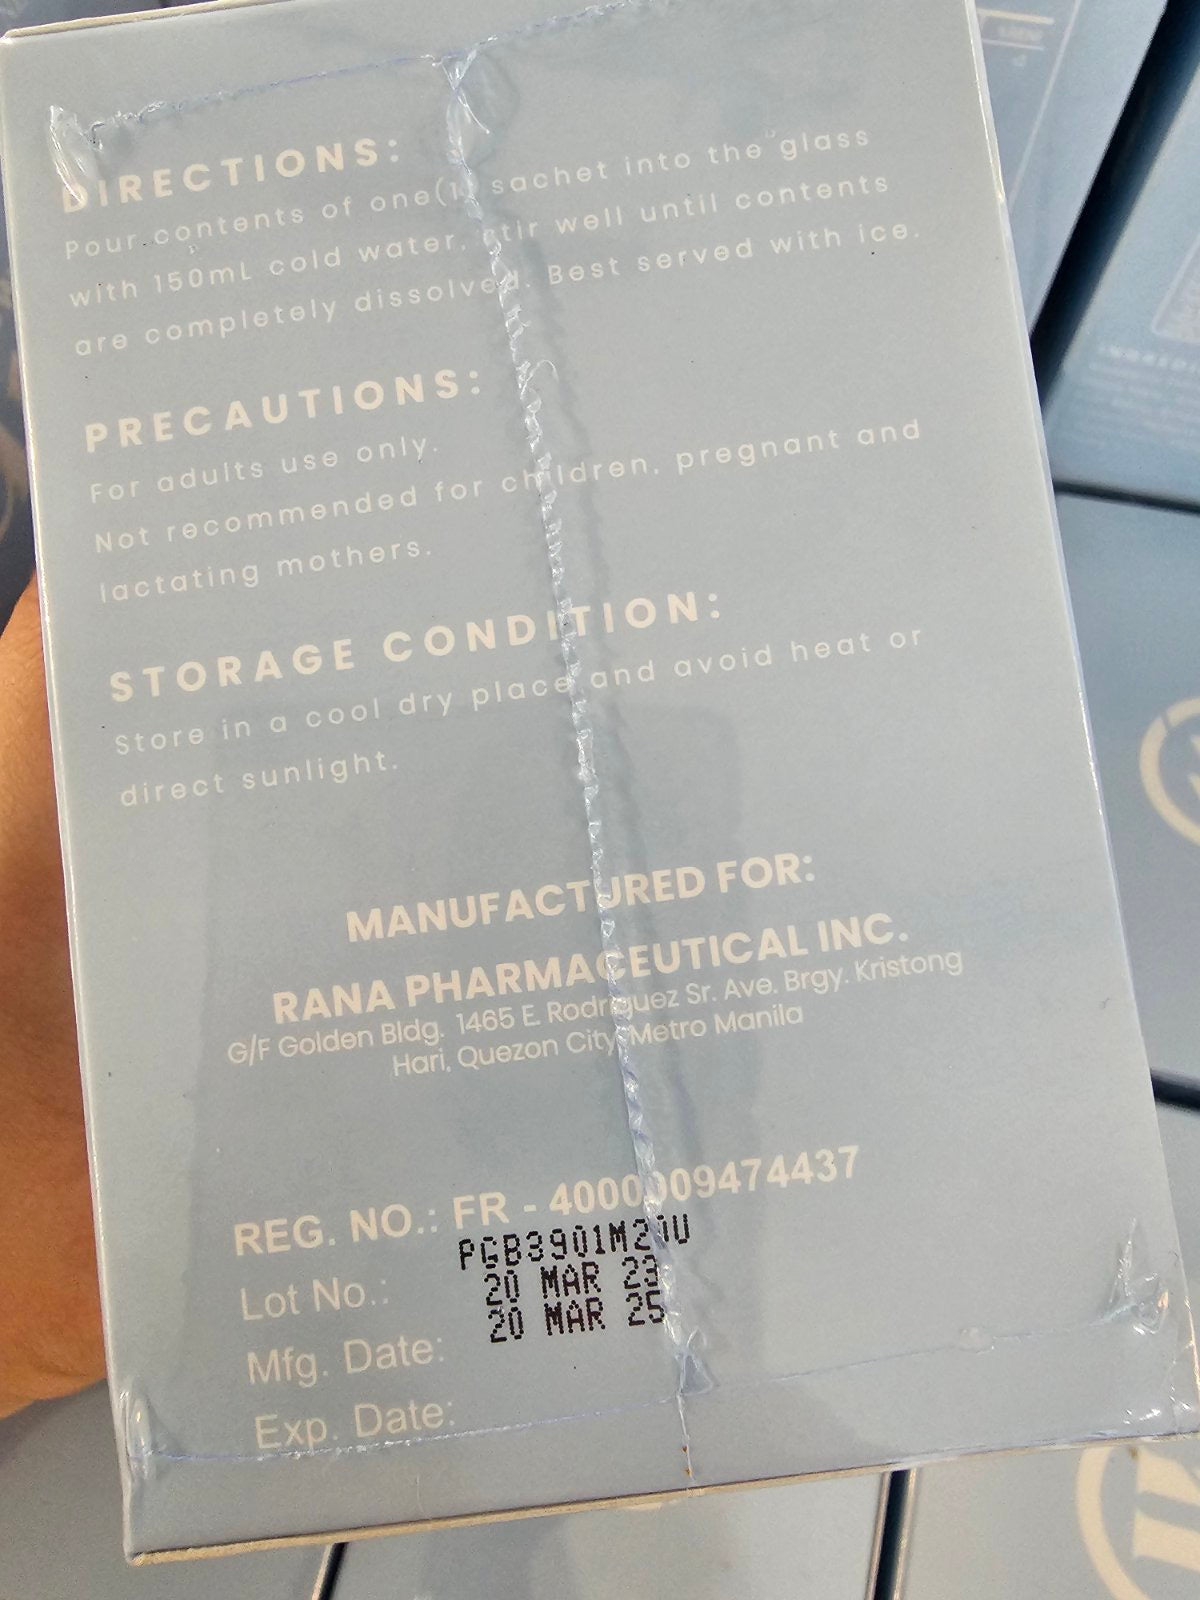 DIRECTIONS:
Pour contents of one(1) sachet into the glass
with 150mL cold water, stir well until contents
are completely dissolved. Best served with ice.
PRECAUTIONS:
For adults use only.
Not recommended for children, pregnant and
lactating mothers.
STORAGE CONDITION:
Store in a cool dry place and avoid heat or
direct sunlight.
MANUFACTURED FOR:
RANA PHARMACEUTICAL INC.
G/F Golden Bldg. 1465 E. Rodriguez Sr. Ave. Brgy. Kristong
Hari, Quezon City, Metro Manila
REG. NO.: FR - 4000009474437
PGB3901M20U
Lot No.:
20 MAR 23
Mfg. Date:
20 MAR 25
Exp. Date: